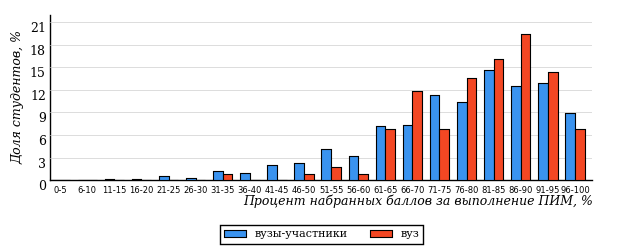 Доля студентов, %
21
18
15
12
9
6
3
0
0-5 6-10 11-15 16-20 21-25 26-30 31-35 36-40 41-45 46-50 51-55 56-60 61-65 66-70 71-75 76-80 81-85 86-90 91-95 96-100
Процент набранных баллов за выполнение ПИМ, %
вузы-участники вуз